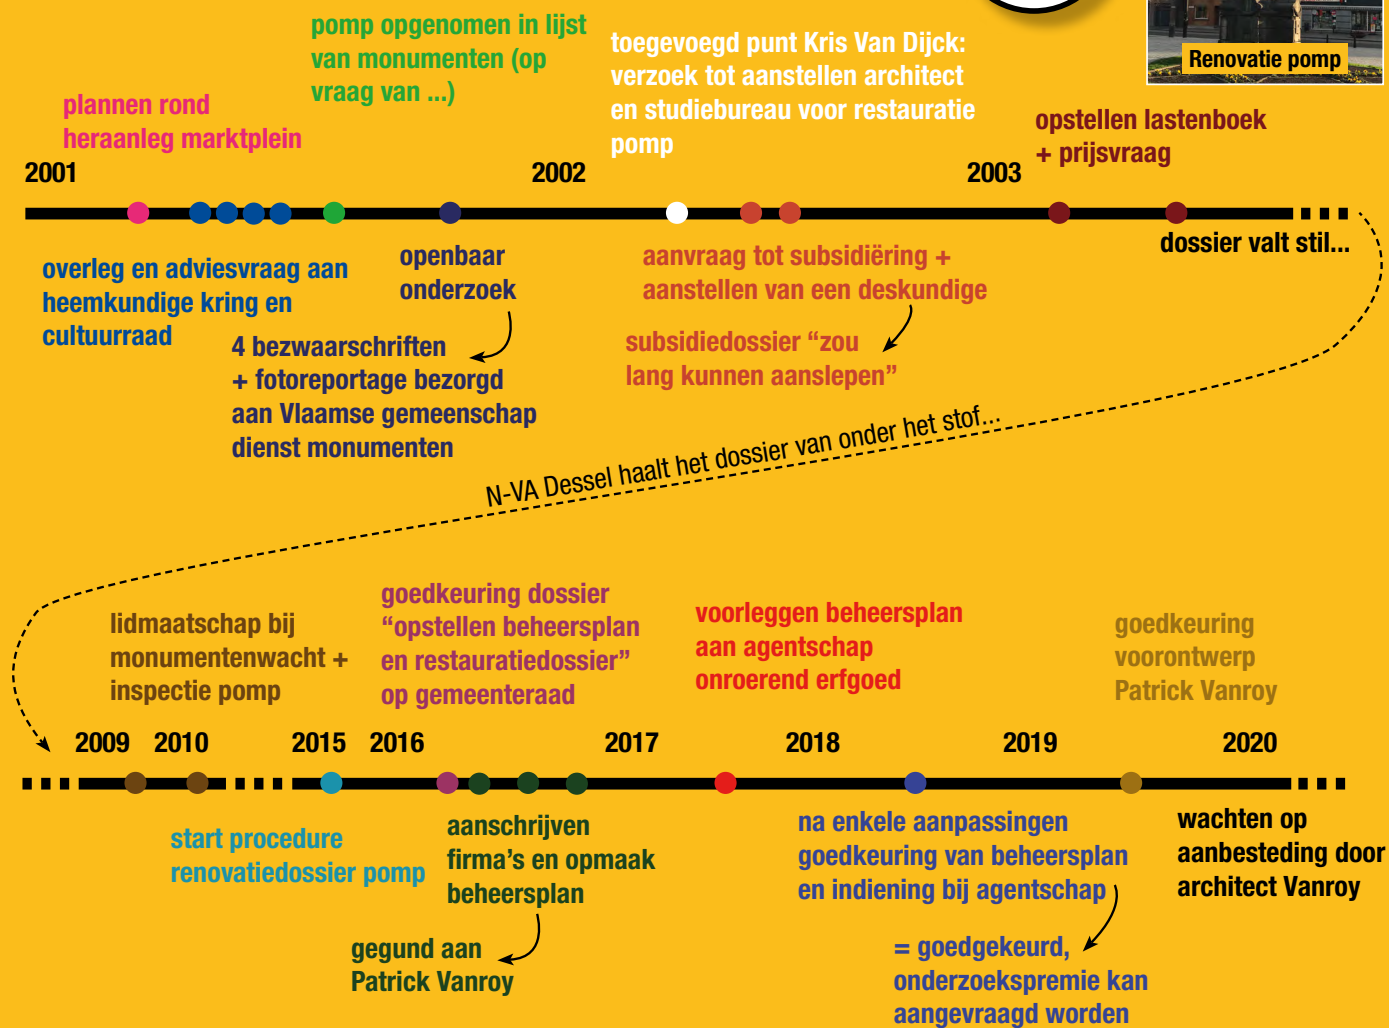 pomp opgenomen in lijst
van monumenten (op
vraag van ...)
toegevoegd punt Kris Van Dijck:
verzoek tot aanstellen architect
en studiebureau voor restauratie
pomp
Renovatie pomp
plannen rond
heraanleg marktplein
opstellen lastenboek
+ prijsvraag
2001
2002
2003
overleg en adviesvraag aan
heemkundige kring en
cultuurraad
openbaar
onderzoek
4 bezwaarschriften
+ fotoreportage bezorgd
aan Vlaamse gemeenschap
dienst monumenten
aanvraag tot subsidiëring +
aanstellen van een deskundige
subsidiedossier “zou
lang kunnen aanslepen”
dossier valt stil...
N-VA Dessel haalt het dossier van onder het stof...
lidmaatschap bij
monumentenwacht +
inspectie pomp
goedkeuring dossier
“opstellen beheersplan
en restauratiedossier”
op gemeenteraad
voorleggen beheersplan
aan agentschap
onroerend erfgoed
goedkeuring
voorontwerp
Patrick Vanroy
2009
2010
2015
2016
2017
2018
2019
2020
start procedure
renovatiedossier pomp
aanschrijven
firma's en opmaak
beheersplan
gegund aan
Patrick Vanroy
na enkele aanpassingen
goedkeuring van beheersplan
en indiening bij agentschap
= goedgekeurd,
onderzoekspremie kan
aangevraagd worden
wachten op
aanbesteding door
architect Vanroy